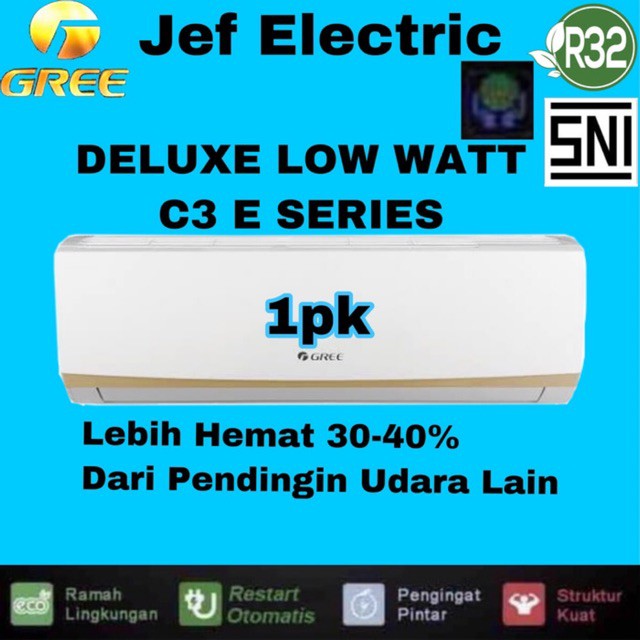 GREE
Jef Electric
R32
SNI
DELUXE LOW WATT
C3 E SERIES
1pk
GREE
Lebih Hemat 30-40%
Dari Pendingin Udara Lain
eco
Ramah
Lingkungan
Restart
Otomatis
Pengingat
Pintar
Struktur
Kuat